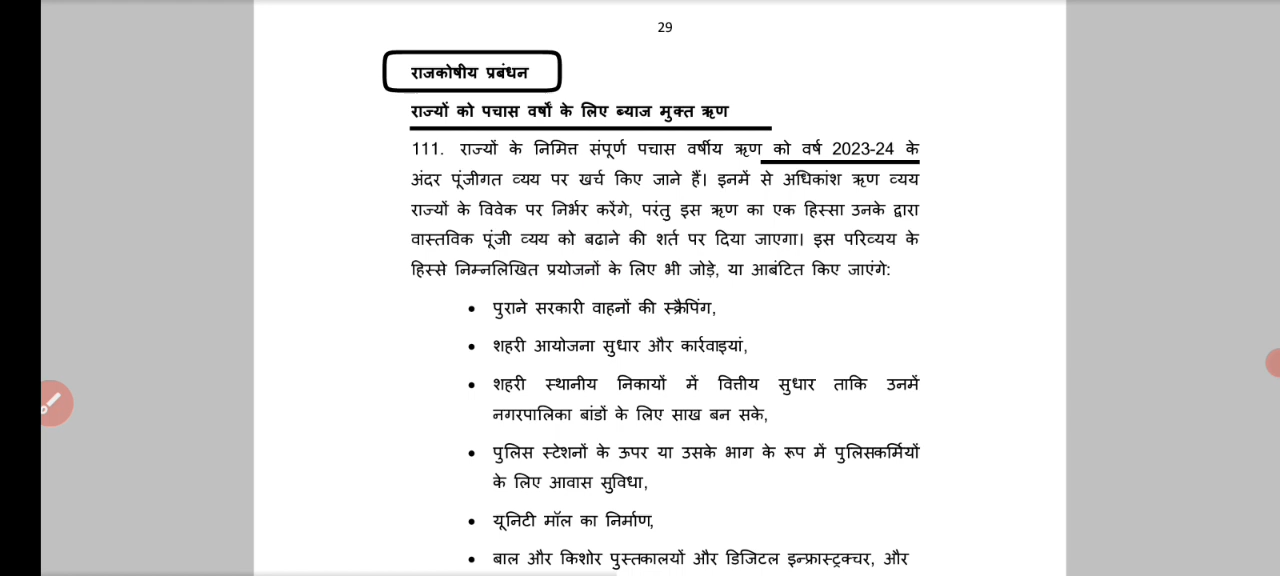 29
राजकोषीय प्रबंधन
राज्यों को पचास वर्षों के लिए ब्याज मुक्त ऋण
111. राज्यों के निमित्त संपूर्ण पचास वर्षीय ऋण को वर्ष 2023-24 के
अंदर पूंजीगत व्यय पर खर्च किए जाने हैं। इनमें से अधिकांश ऋण व्यय
राज्यों के विवेक पर निर्भर करेंगे, परंतु इस ऋण का एक हिस्सा उनके द्वारा
वास्तविक पूंजी व्यय को बढाने की शर्त पर दिया जाएगा। इस परिव्यय के
हिस्से निम्नलिखित प्रयोजनों के लिए भी जोड़े, या आबंटित किए जाएंगे:
• पुराने सरकारी वाहनों की स्क्रैपिंग,
• शहरी आयोजना सुधार और कार्रवाइयां,
• शहरी स्थानीय निकायों में वित्तीय सुधार ताकि उनमें
नगरपालिका बांडों के लिए साख बन सके,
• पुलिस स्टेशनों के ऊपर या उसके भाग के रूप में पुलिसकर्मियों
के लिए आवास सुविधा,
• यूनिटी मॉल का निर्माण,
• बाल और किशोर पुस्तकालयों और डिजिटल इन्फ्रास्ट्रक्चर, और